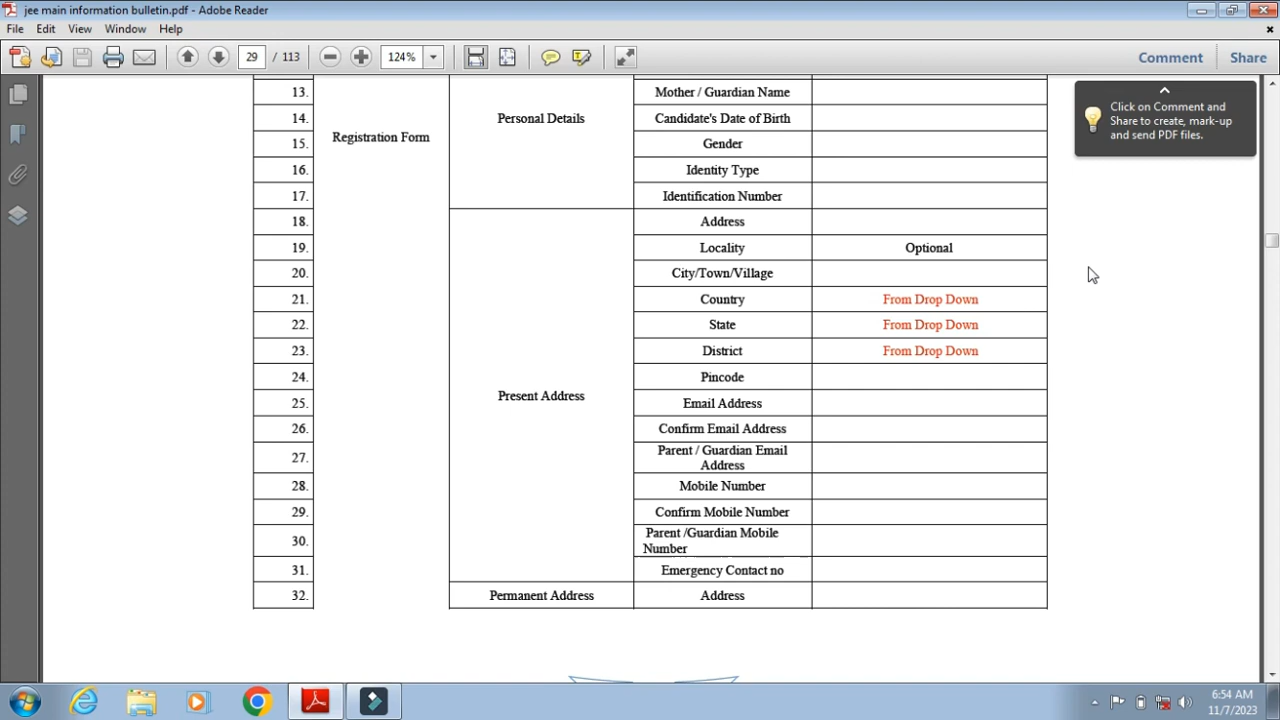 jee main information bulletin.pdf - Adobe Reader
File Edit View Window Help
29 / 113 124% Comment Share
Click on Comment and
Share to create, mark-up
and send PDF files.
Registration Form
Personal Details
13. Mother / Guardian Name
14. Candidate's Date of Birth
15. Gender
16. Identity Type
17. Identification Number
Present Address
18. Address
19. Locality Optional
20. City/Town/Village
21. Country From Drop Down
22. State From Drop Down
23. District From Drop Down
24. Pincode
25. Email Address
26. Confirm Email Address
27. Parent / Guardian Email
Address
28. Mobile Number
29. Confirm Mobile Number
30. Parent /Guardian Mobile
Number
31. Emergency Contact no
32. Permanent Address Address
6:54 AM
11/7/2023